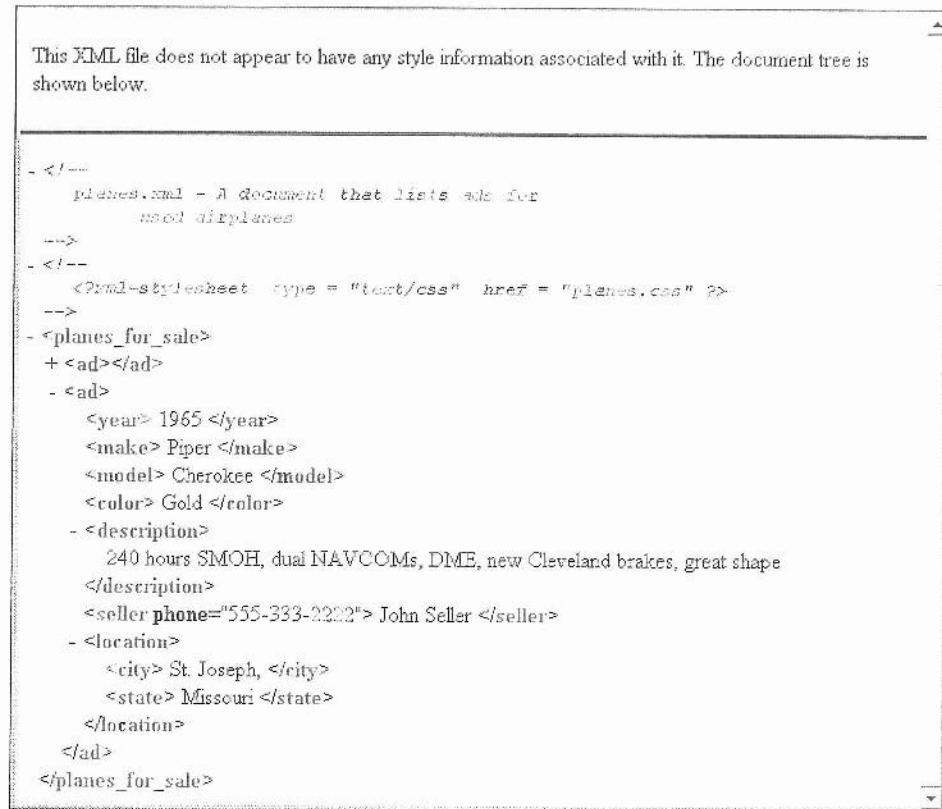 This XML file does not appear to have any style information associated with it. The document tree is
shown below.
- <!--
planes.xml - A document that lists ads for
used airplanes
-->
- <!--
<?xml-stylesheet type = "text/css" href = "planes.css" ?>
-->
- <planes_for_sale>
+ <ad></ad>
- <ad>
<year> 1965 </year>
<make> Piper </make>
<model> Cherokee </model>
<color> Gold </color>
- <description>
240 hours SMOH, dual NAVCOMs, DME, new Cleveland brakes, great shape
</description>
<seller phone="555-333-2222"> John Seller </seller>
- <location>
<city> St. Joseph, </city>
<state> Missouri </state>
</location>
</ad>
</planes_for_sale>